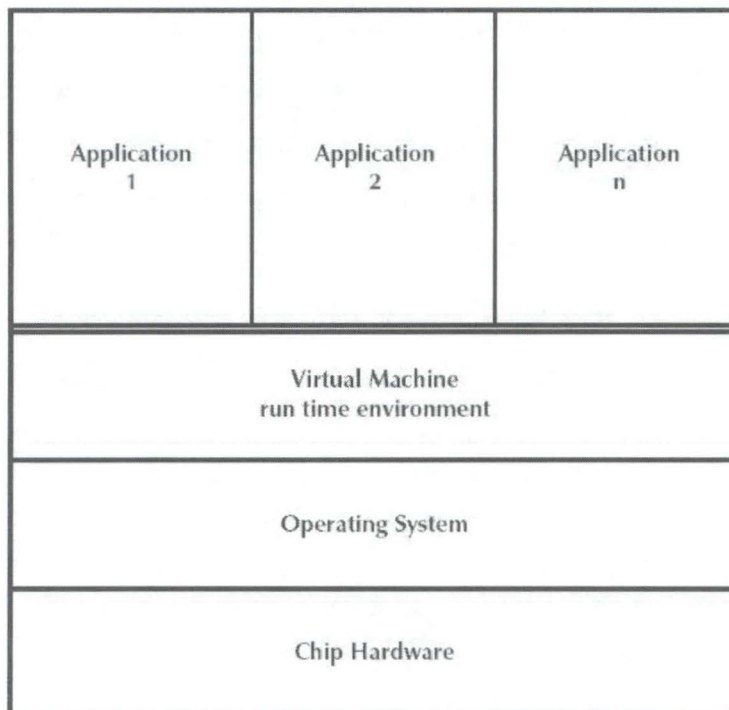 Application
1
Application
2
Application
n
Virtual Machine
run time environment
Operating System
Chip Hardware